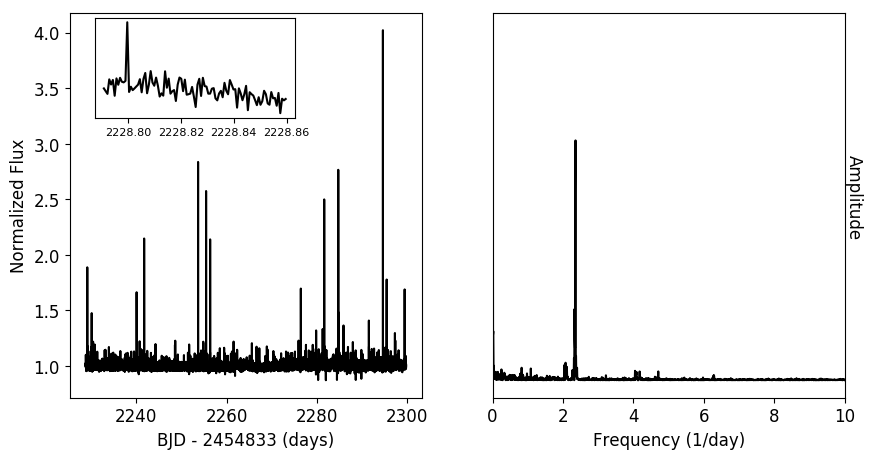 4.0
3.5
3.0
2.5
2.0
1.5
1.0
Normalized Flux
2228.80 2228.82 2228.84 2228.86
2240 2260 2280 2300
BJD - 2454833 (days)
0 2 4 6 8 10
Frequency (1/day)
Amplitude